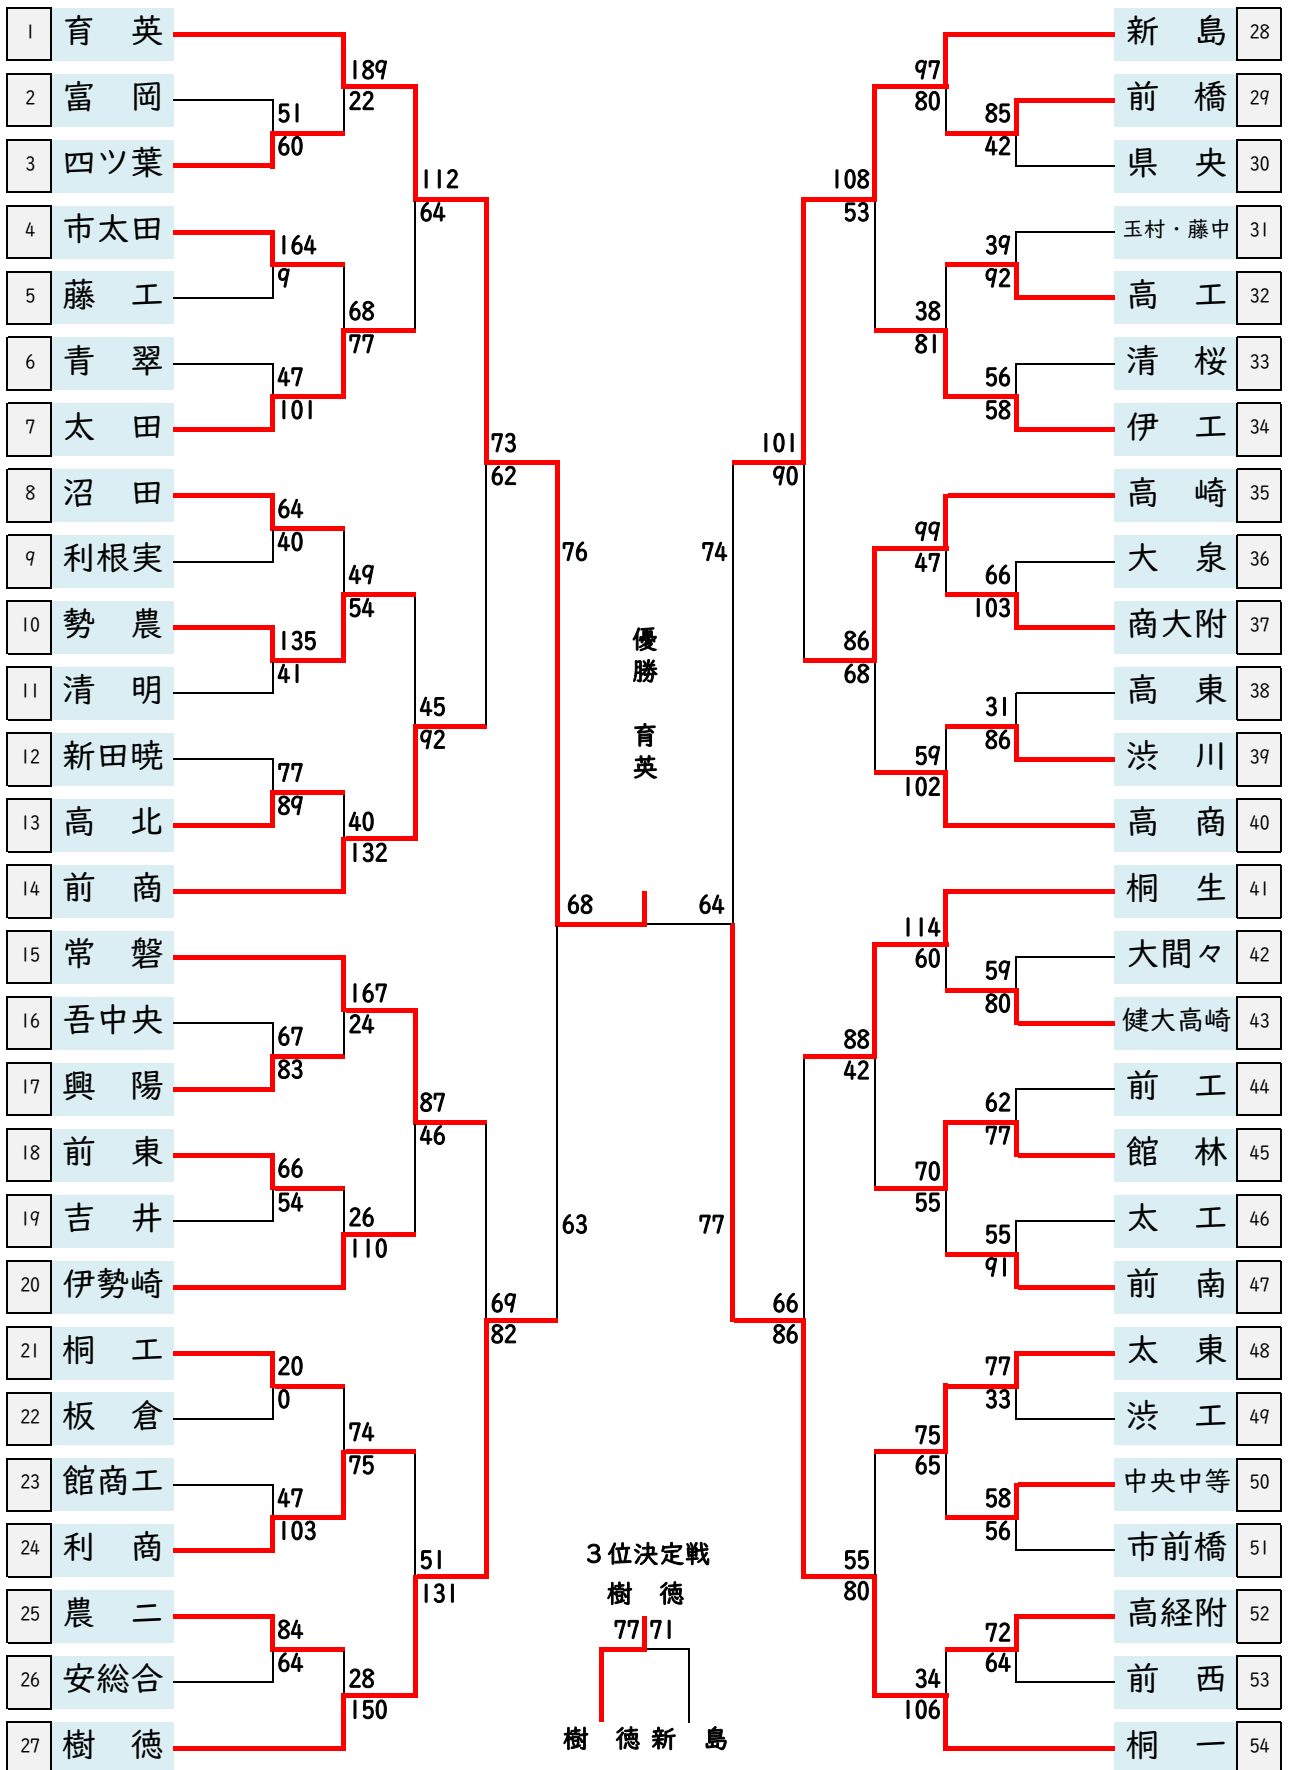 1 育 英
2 富 岡
3 四ツ葉
4 市太田
5 藤 工
6 青 翠
7 太 田
8 沼 田
9 利根実
10 勢 農
11 清 明
12 新田暁
13 高 北
14 前 商
15 常 磐
16 吾中央
17 興 陽
18 前 東
19 吉 井
20 伊勢崎
21 桐 工
22 板 倉
23 館商工
24 利 商
25 農 二
26 安総合
27 樹 徳
51
60
164
9
47
101
64
40
135
41
77
89
67
83
66
54
20
0
47
103
84
64
189
22
68
77
49
54
40
132
167
24
26
110
74
75
28
150
112
64
45
92
87
46
51
131
73
62
69
82
76
63
68
64
優勝 育英
74
77
101
90
66
86
108
53
86
68
88
42
55
80
97
80
38
81
99
47
59
102
114
60
70
55
75
65
34
106
85
42
39
92
56
58
66
103
31
86
59
80
62
77
55
91
77
33
58
56
72
64
新 島 28
前 橋 29
県 央 30
玉村・藤中 31
高 工 32
清 桜 33
伊 工 34
高 崎 35
大 泉 36
商大附 37
高 東 38
渋 川 39
高 商 40
桐 生 41
大間々 42
健大高崎 43
前 工 44
館 林 45
太 工 46
前 南 47
太 東 48
渋 工 49
中央中等 50
市前橋 51
高経附 52
前 西 53
桐 一 54
3位決定戦
樹 徳
77 71
樹 徳 新 島